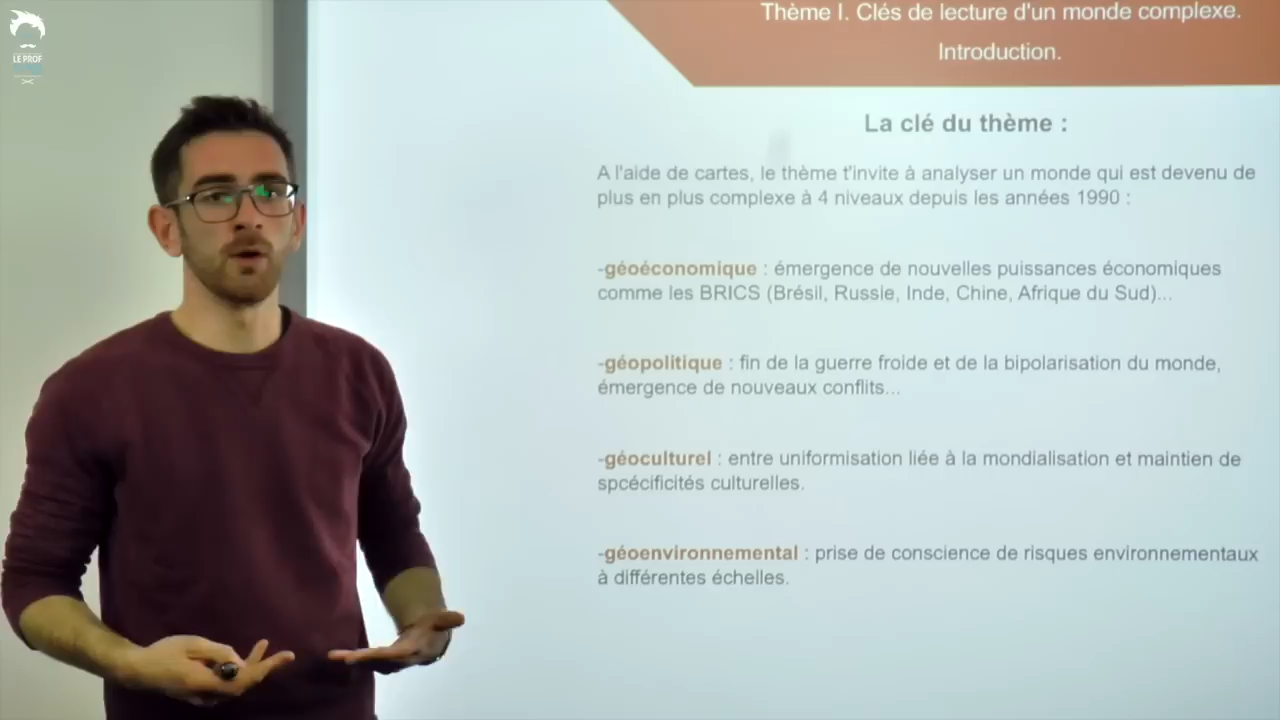 LE PROF
Thème I. Clés de lecture d'un monde complexe.
Introduction.
La clé du thème :
A l'aide de cartes, le thème t'invite à analyser un monde qui est devenu de
plus en plus complexe à 4 niveaux depuis les années 1990 :
-géoéconomique : émergence de nouvelles puissances économiques
comme les BRICS (Brésil, Russie, Inde, Chine, Afrique du Sud)...
-géopolitique : fin de la guerre froide et de la bipolarisation du monde,
émergence de nouveaux conflits...
-géoculturel : entre uniformisation liée à la mondialisation et maintien de
spcécificités culturelles.
-géoenvironnemental : prise de conscience de risques environnementaux
à différentes échelles.